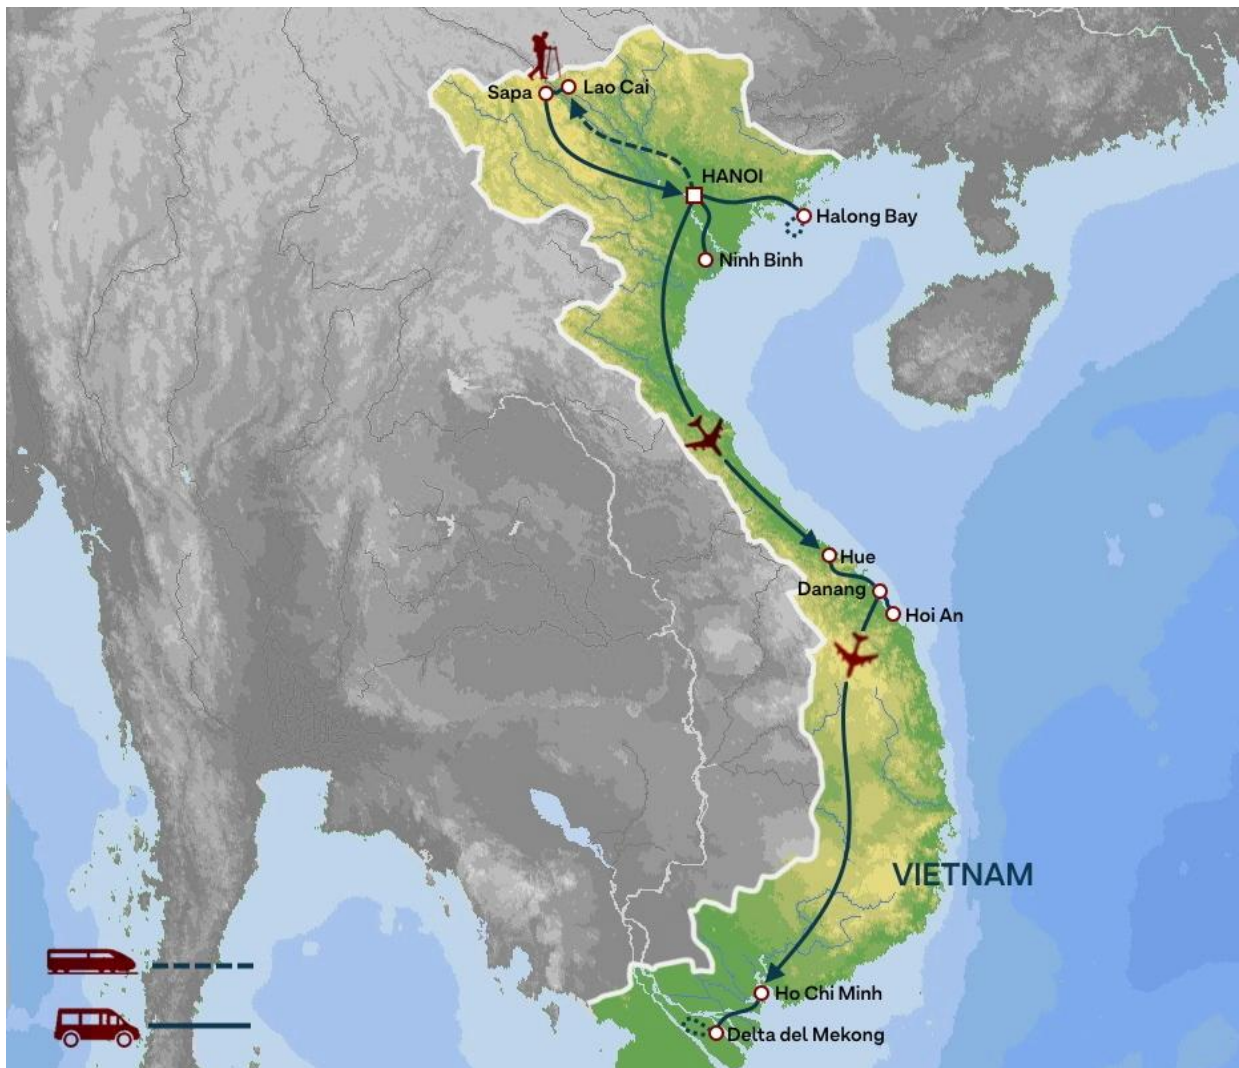 Sapa
Lao Cai
HANOI
Halong Bay
Ninh Binh
Hue
Danang
Hoi An
VIETNAM
Ho Chi Minh
Delta del Mekong